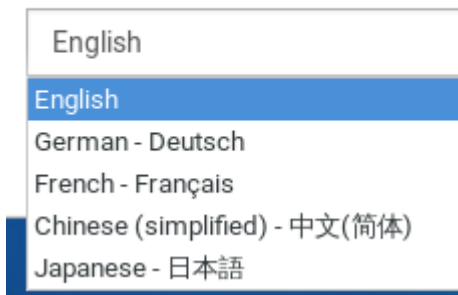 English
English
German - Deutsch
French - Français
Chinese (simplified) - 中文(简体)
Japanese - 日本語